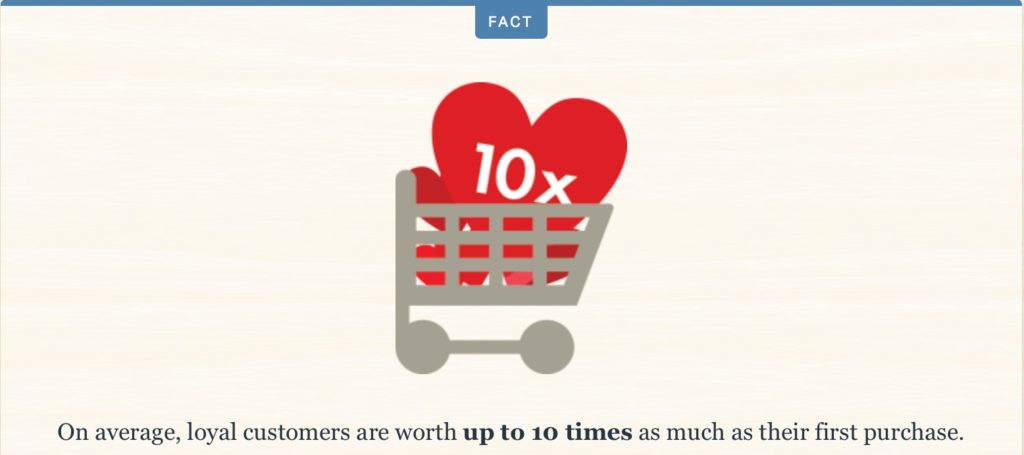 FACT
10x
On average, loyal customers are worth up to 10 times as much as their first purchase.